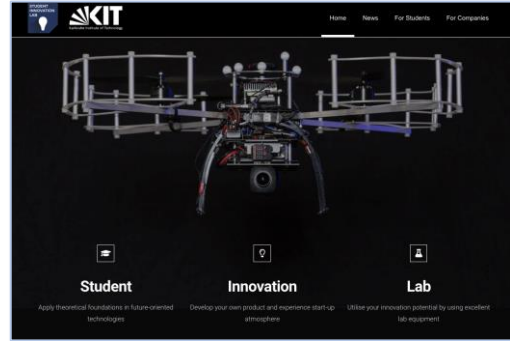 STUDENT
INNOVATION
LAB
KIT
Karlsruhe Institute of Technology
Home News For Students For Companies
Student
Innovation
Lab
Apply theoretical foundations in future-oriented
technologies
Develop your own product and experience start-up
atmosphere
Utilise your innovation potential by using excellent
lab equipment